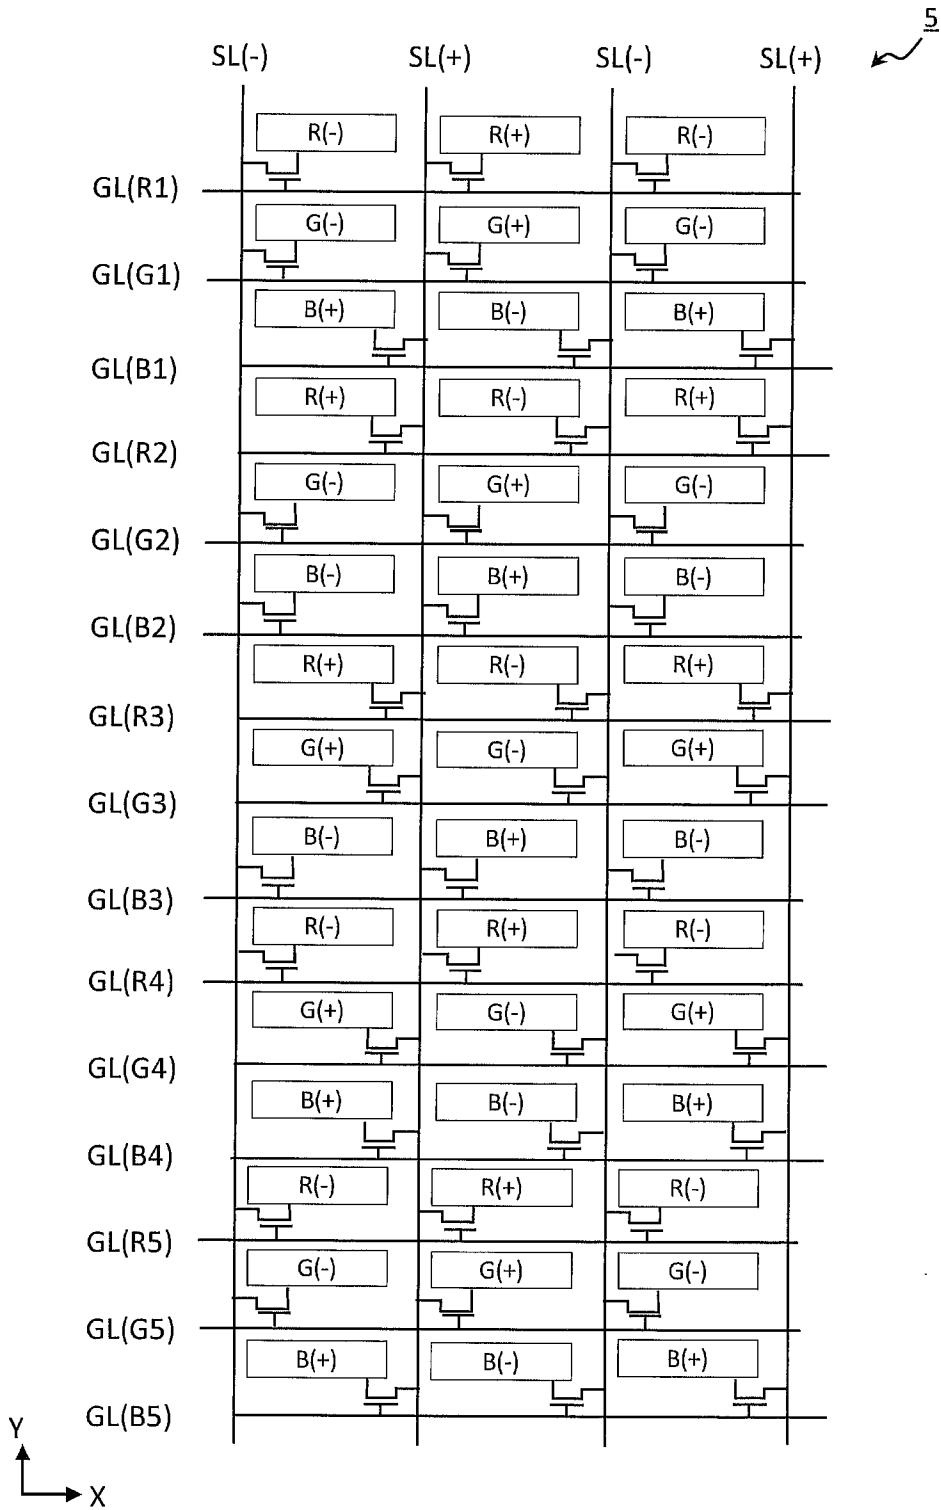 5
SL(-) SL(+) SL(-) SL(+)
R(-) R(+) R(-)
GL(R1)
G(-) G(+) G(-)
GL(G1)
B(+) B(-) B(+)
GL(B1)
R(+) R(-) R(+)
GL(R2)
G(-) G(+) G(-)
GL(G2)
B(-) B(+) B(-)
GL(B2)
R(+) R(-) R(+)
GL(R3)
G(+) G(-) G(+)
GL(G3)
B(-) B(+) B(-)
GL(B3)
R(-) R(+) R(-)
GL(R4)
G(+) G(-) G(+)
GL(G4)
B(+) B(-) B(+)
GL(B4)
R(-) R(+) R(-)
GL(R5)
G(-) G(+) G(-)
GL(G5)
B(+) B(-) B(+)
GL(B5)
Y
X